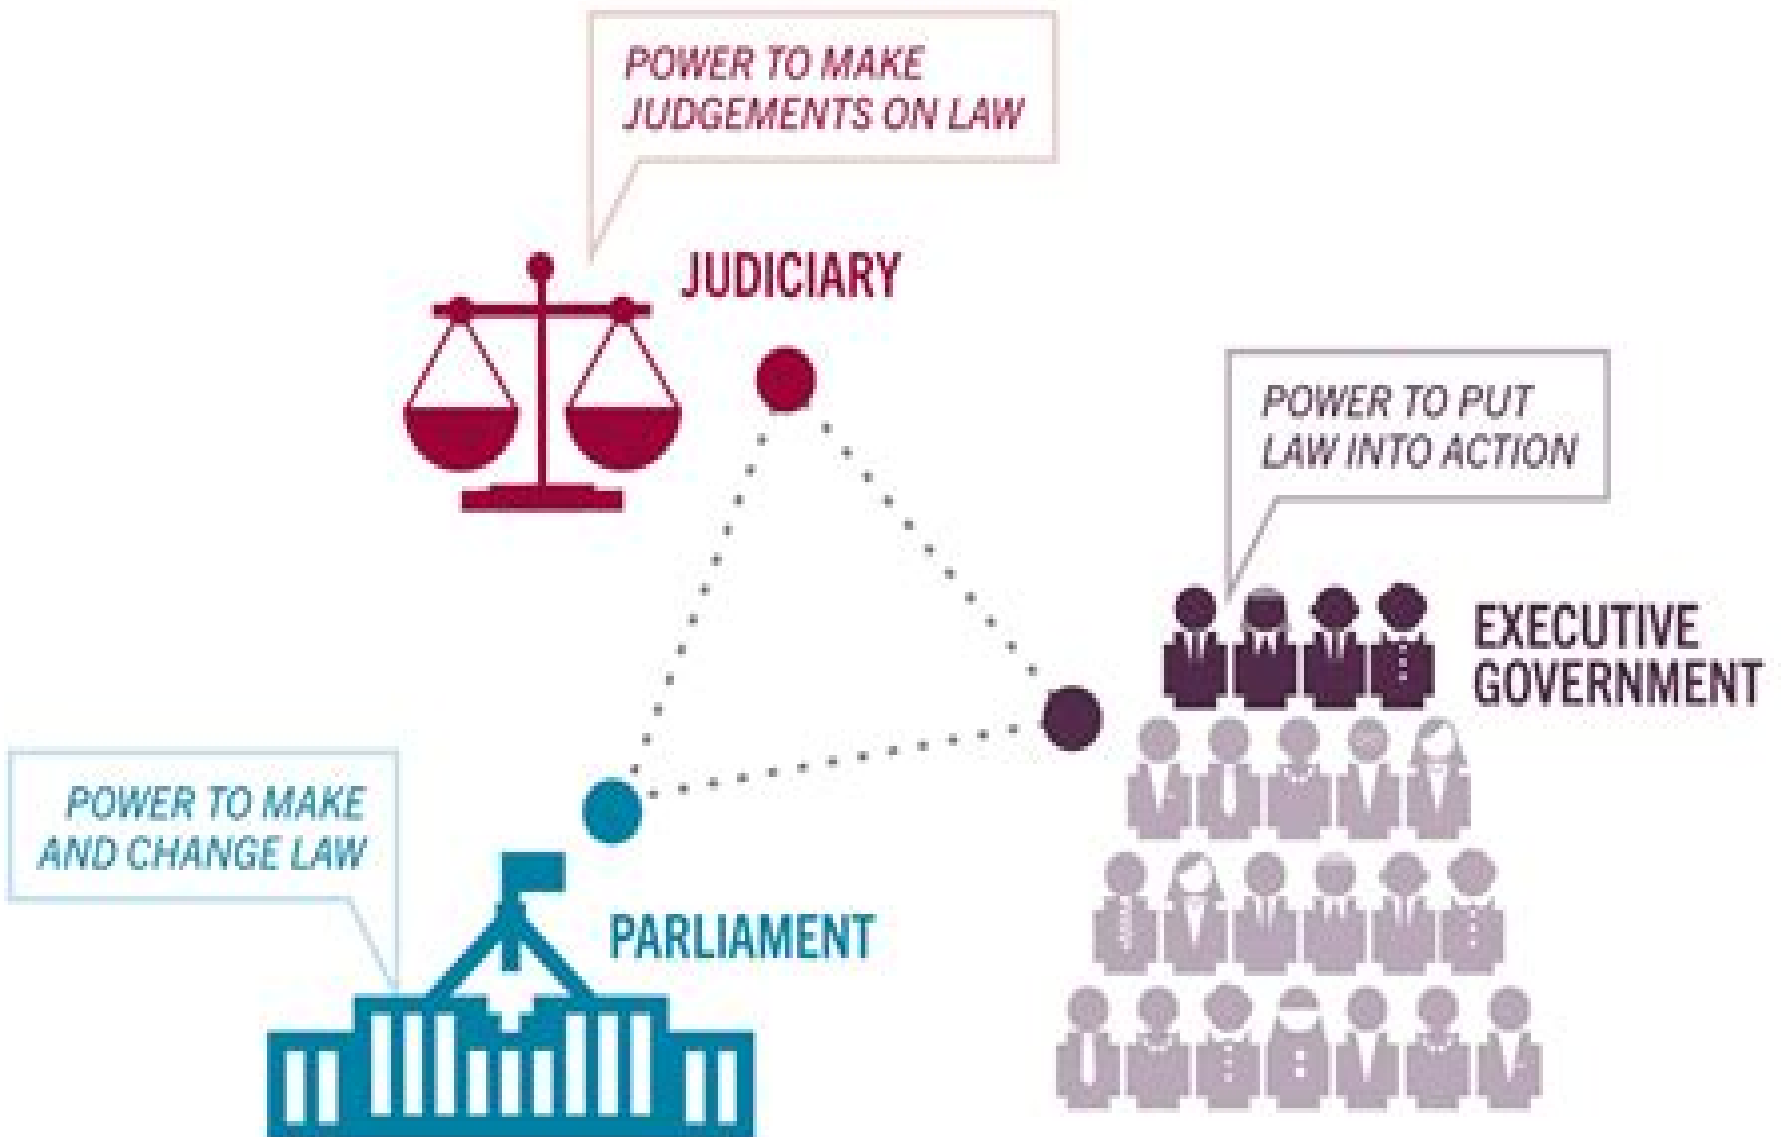 POWER TO MAKE
JUDGEMENTS ON LAW
JUDICIARY
POWER TO PUT
LAW INTO ACTION
EXECUTIVE
GOVERNMENT
POWER TO MAKE
AND CHANGE LAW
PARLIAMENT